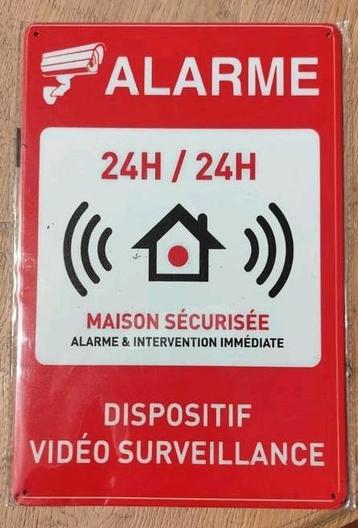 ALARME
24H / 24H
MAISON SÉCURISÉE
ALARME & INTERVENTION IMMÉDIATE
DISPOSITIF
VIDÉO SURVEILLANCE